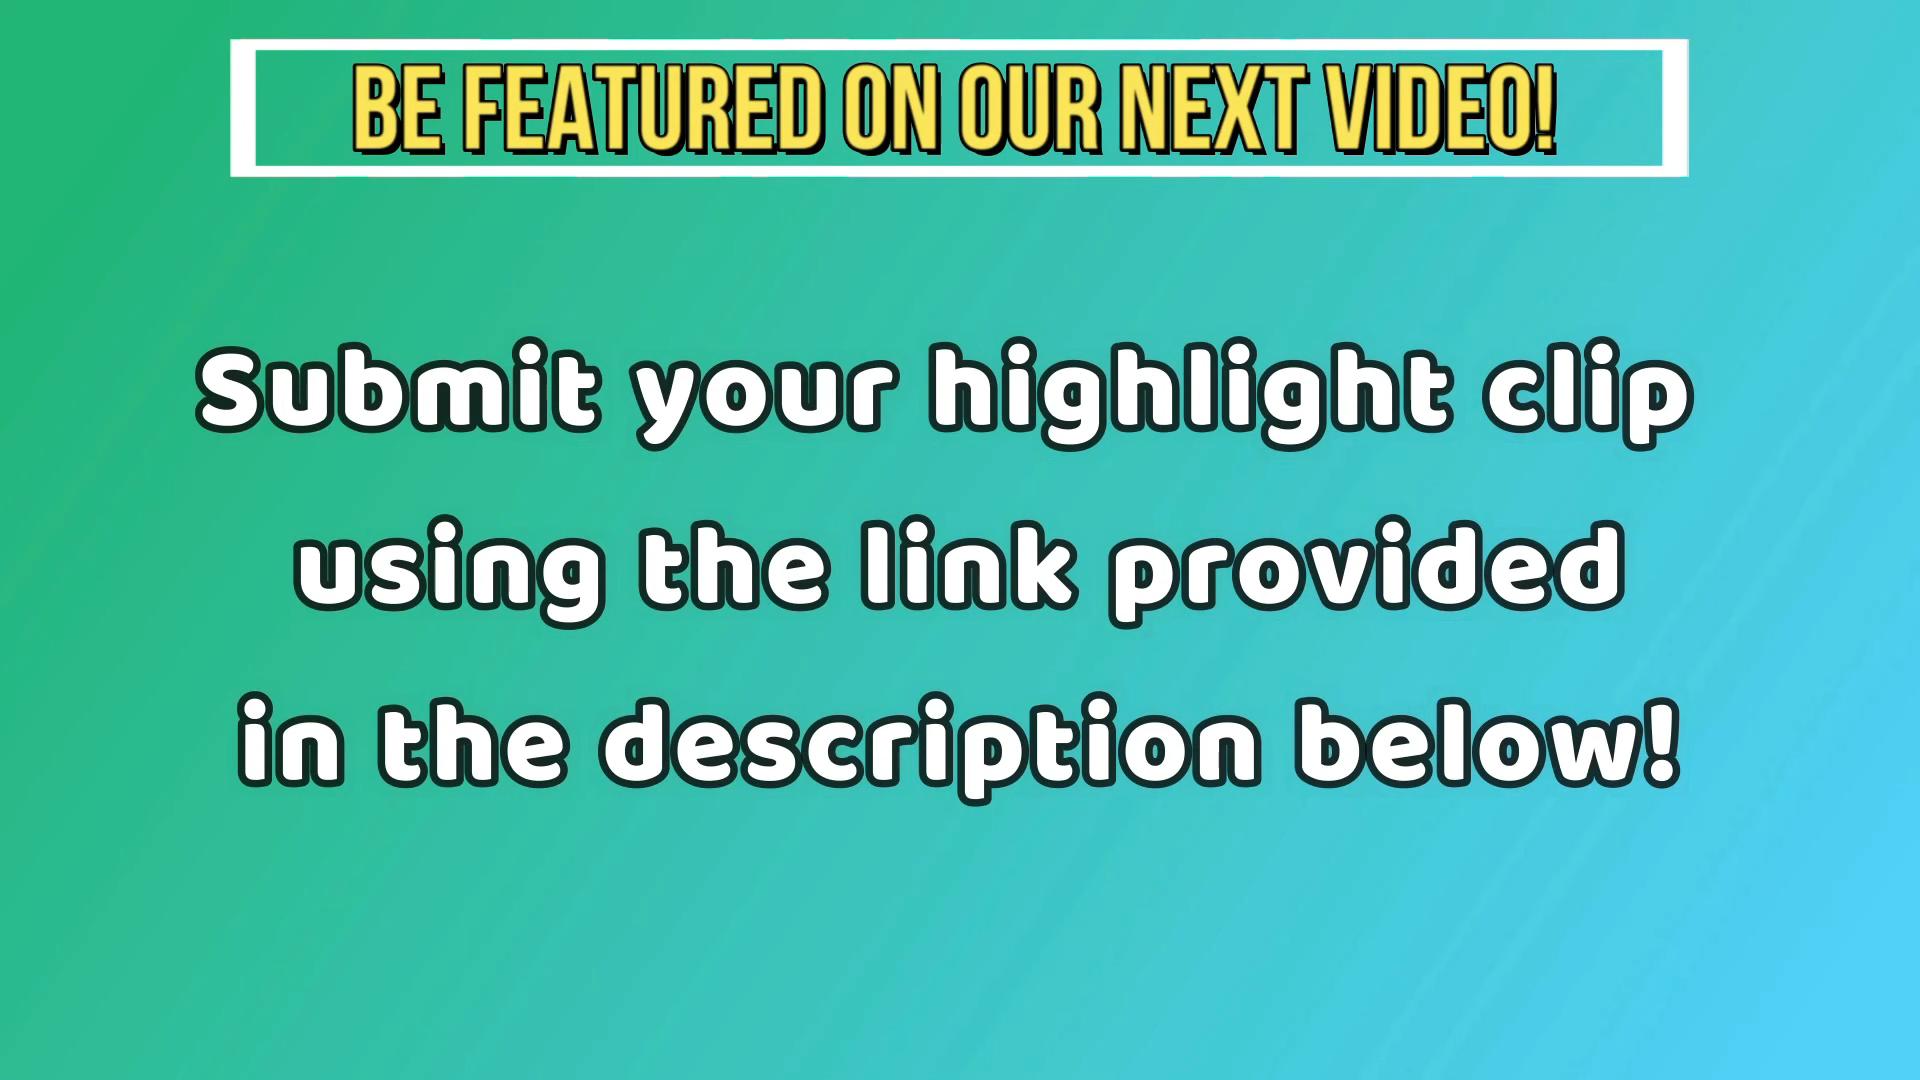 BE FEATURED ON OUR NEXT VIDEO!
Submit your highlight clip
using the link provided
in the description below!